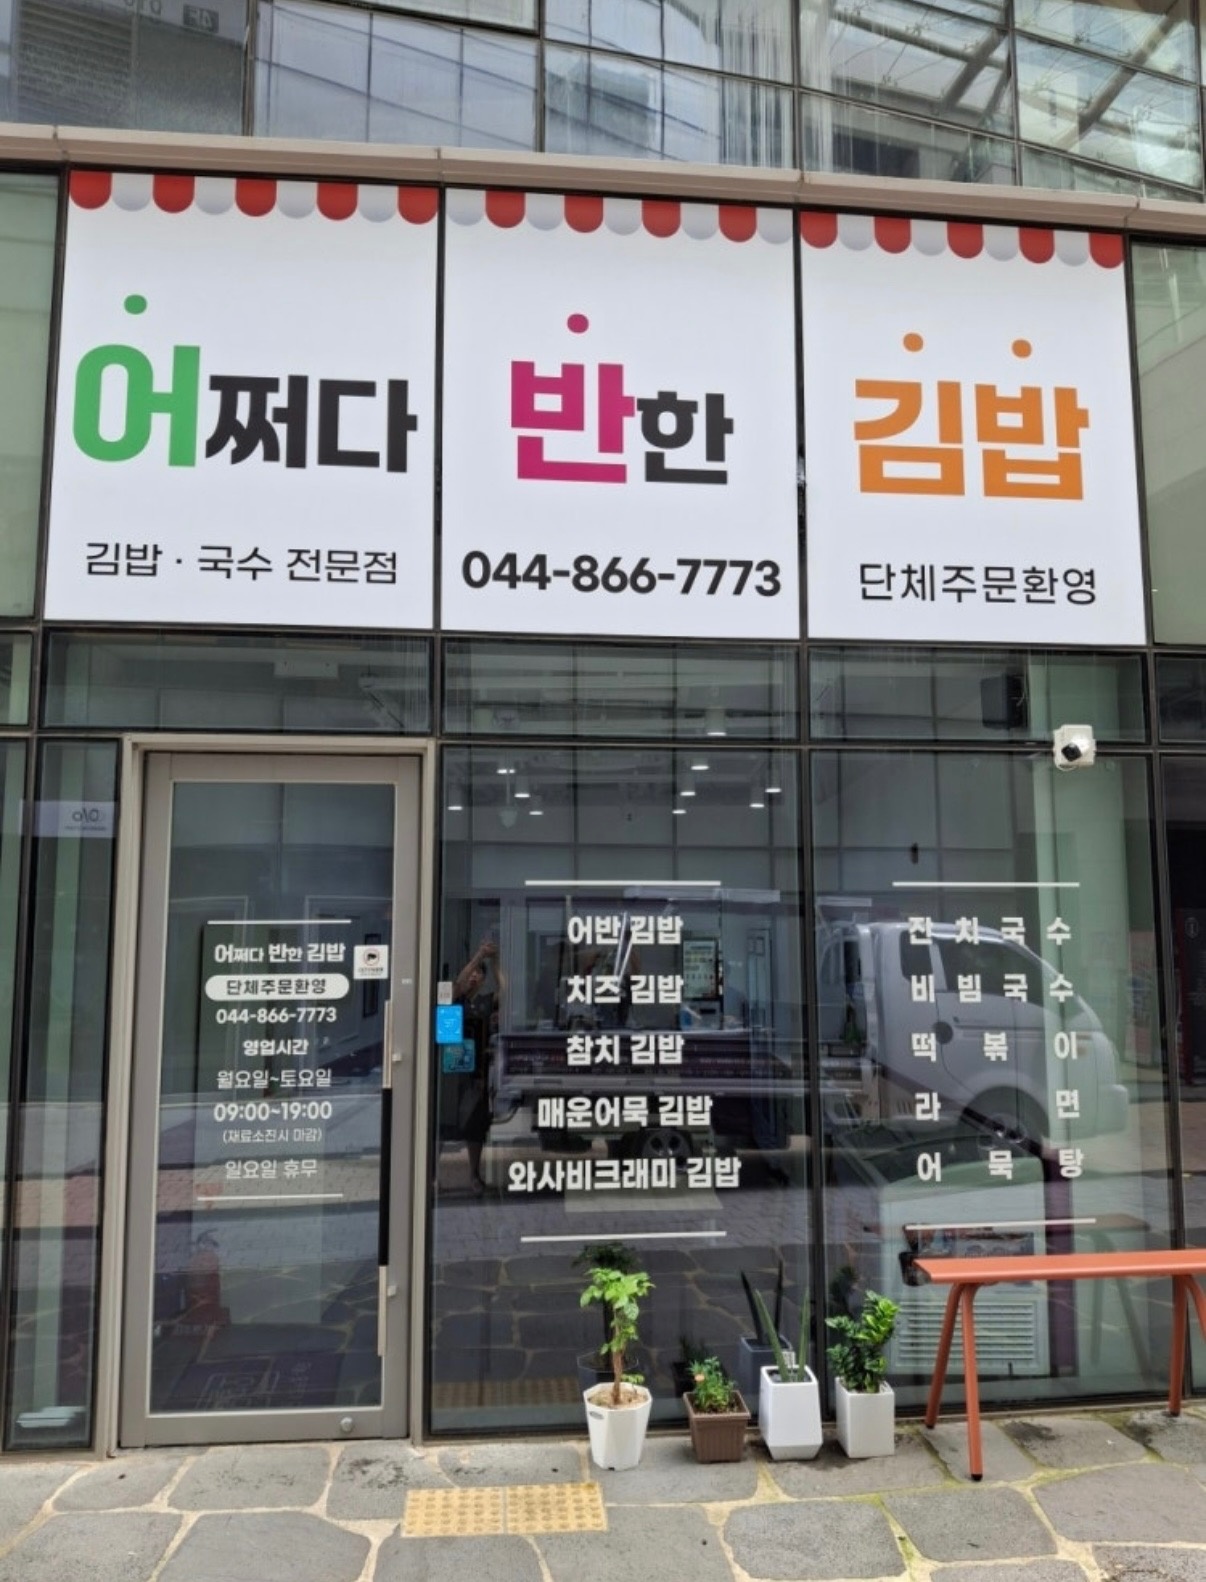 어쩌다 반한 김밥
김밥 · 국수 전문점
044-866-7773
단체주문환영
어쩌다 반한 김밥
단체주문환영
044-866-7773
영업시간
월요일~토요일
09:00~19:00
(재료소진시 마감)
일요일 휴무
어반 김밥
치즈 김밥
참치 김밥
매운어묵 김밥
와사비크래미 김밥
잔치국수
비빔국수
떡볶이
라면
어묵탕